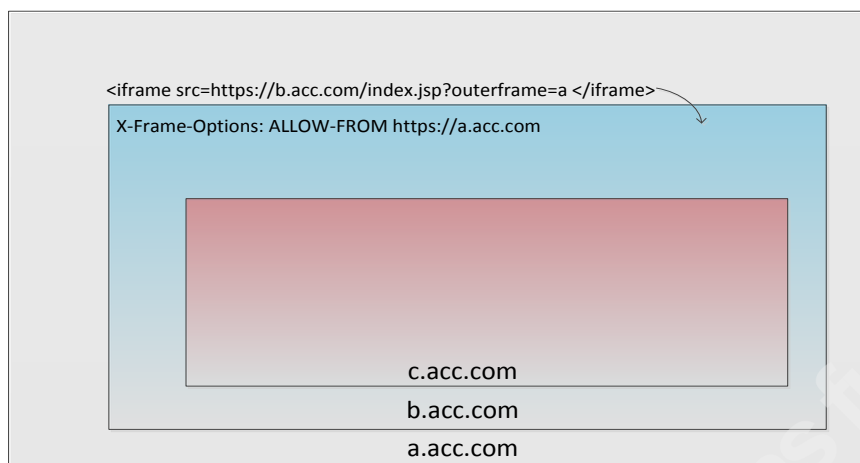 <iframe src=https://b.acc.com/index.jsp?outerframe=a </iframe>
X-Frame-Options: ALLOW-FROM https://a.acc.com
c.acc.com
b.acc.com
a.acc.com